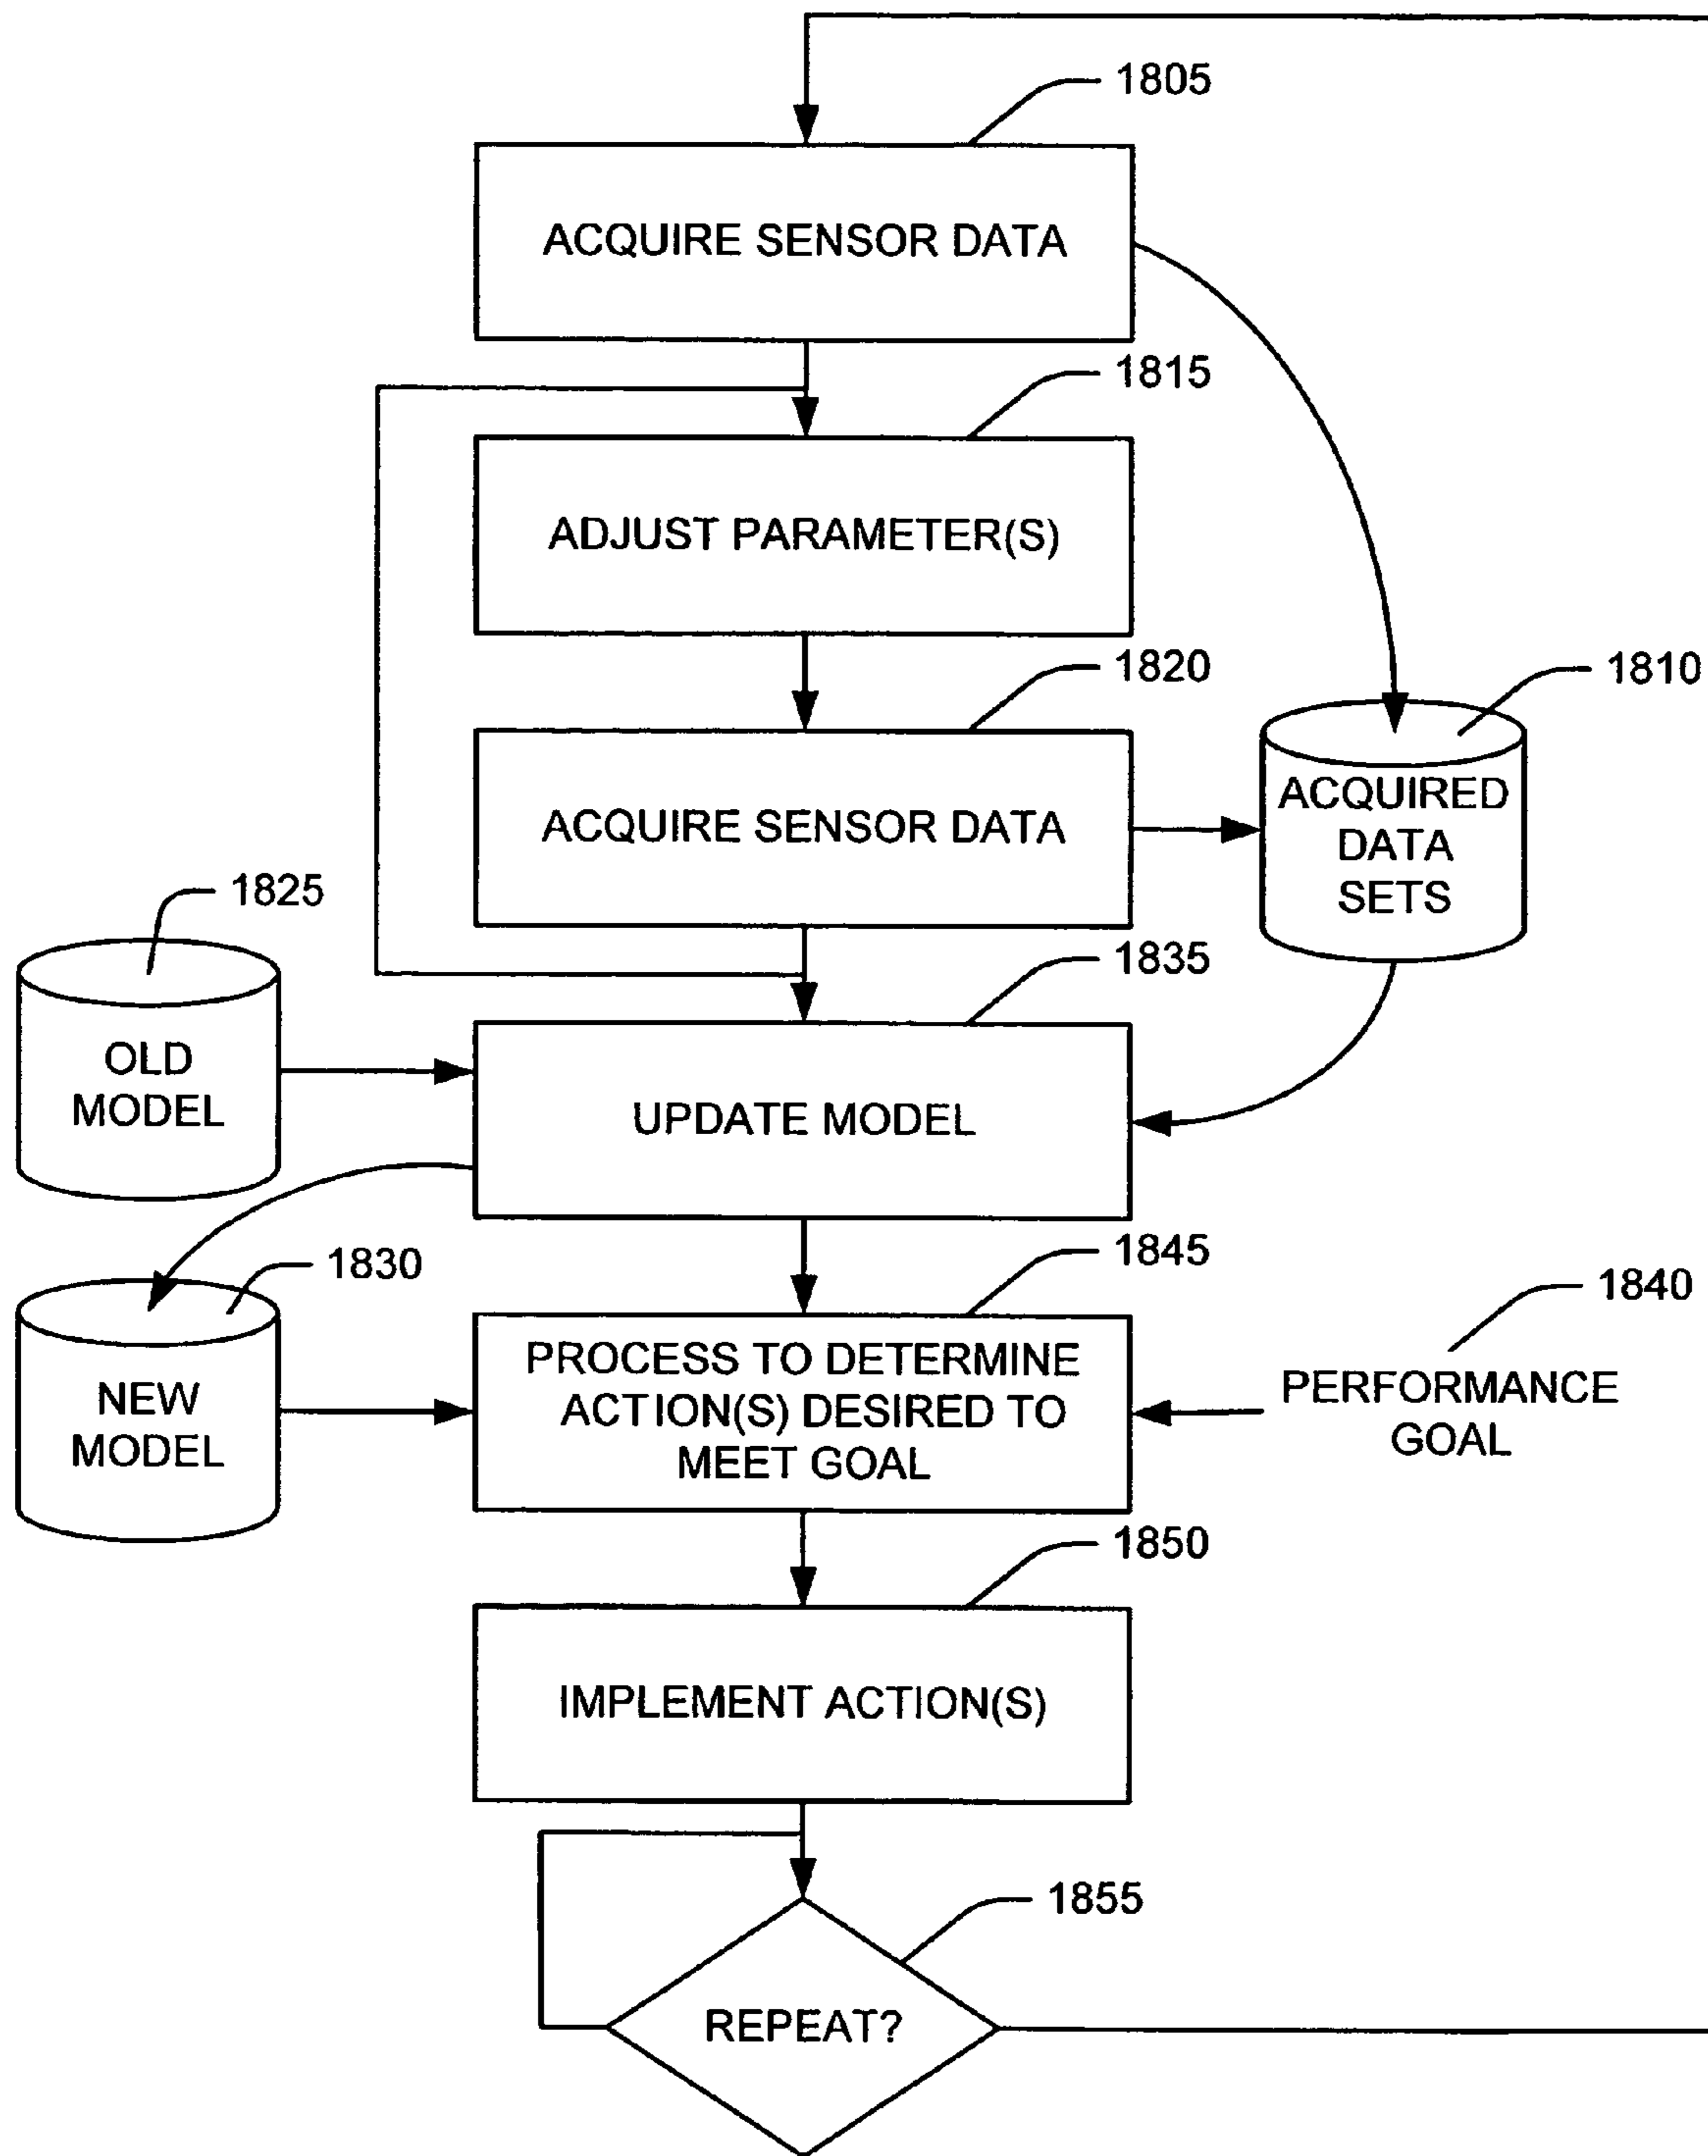 1805
ACQUIRE SENSOR DATA
1815
ADJUST PARAMETER(S)
1820
1810
ACQUIRE SENSOR DATA
ACQUIRED
DATA
SETS
1825
1835
OLD
MODEL
UPDATE MODEL
1845
1830
1840
NEW
MODEL
PROCESS TO DETERMINE
ACTION(S) DESIRED TO
MEET GOAL
PERFORMANCE
GOAL
1850
IMPLEMENT ACTION(S)
1855
REPEAT?